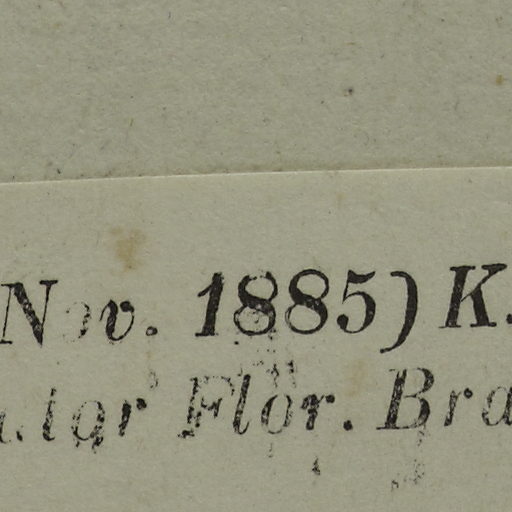 Nov. 1885) K.
Flor. Bra